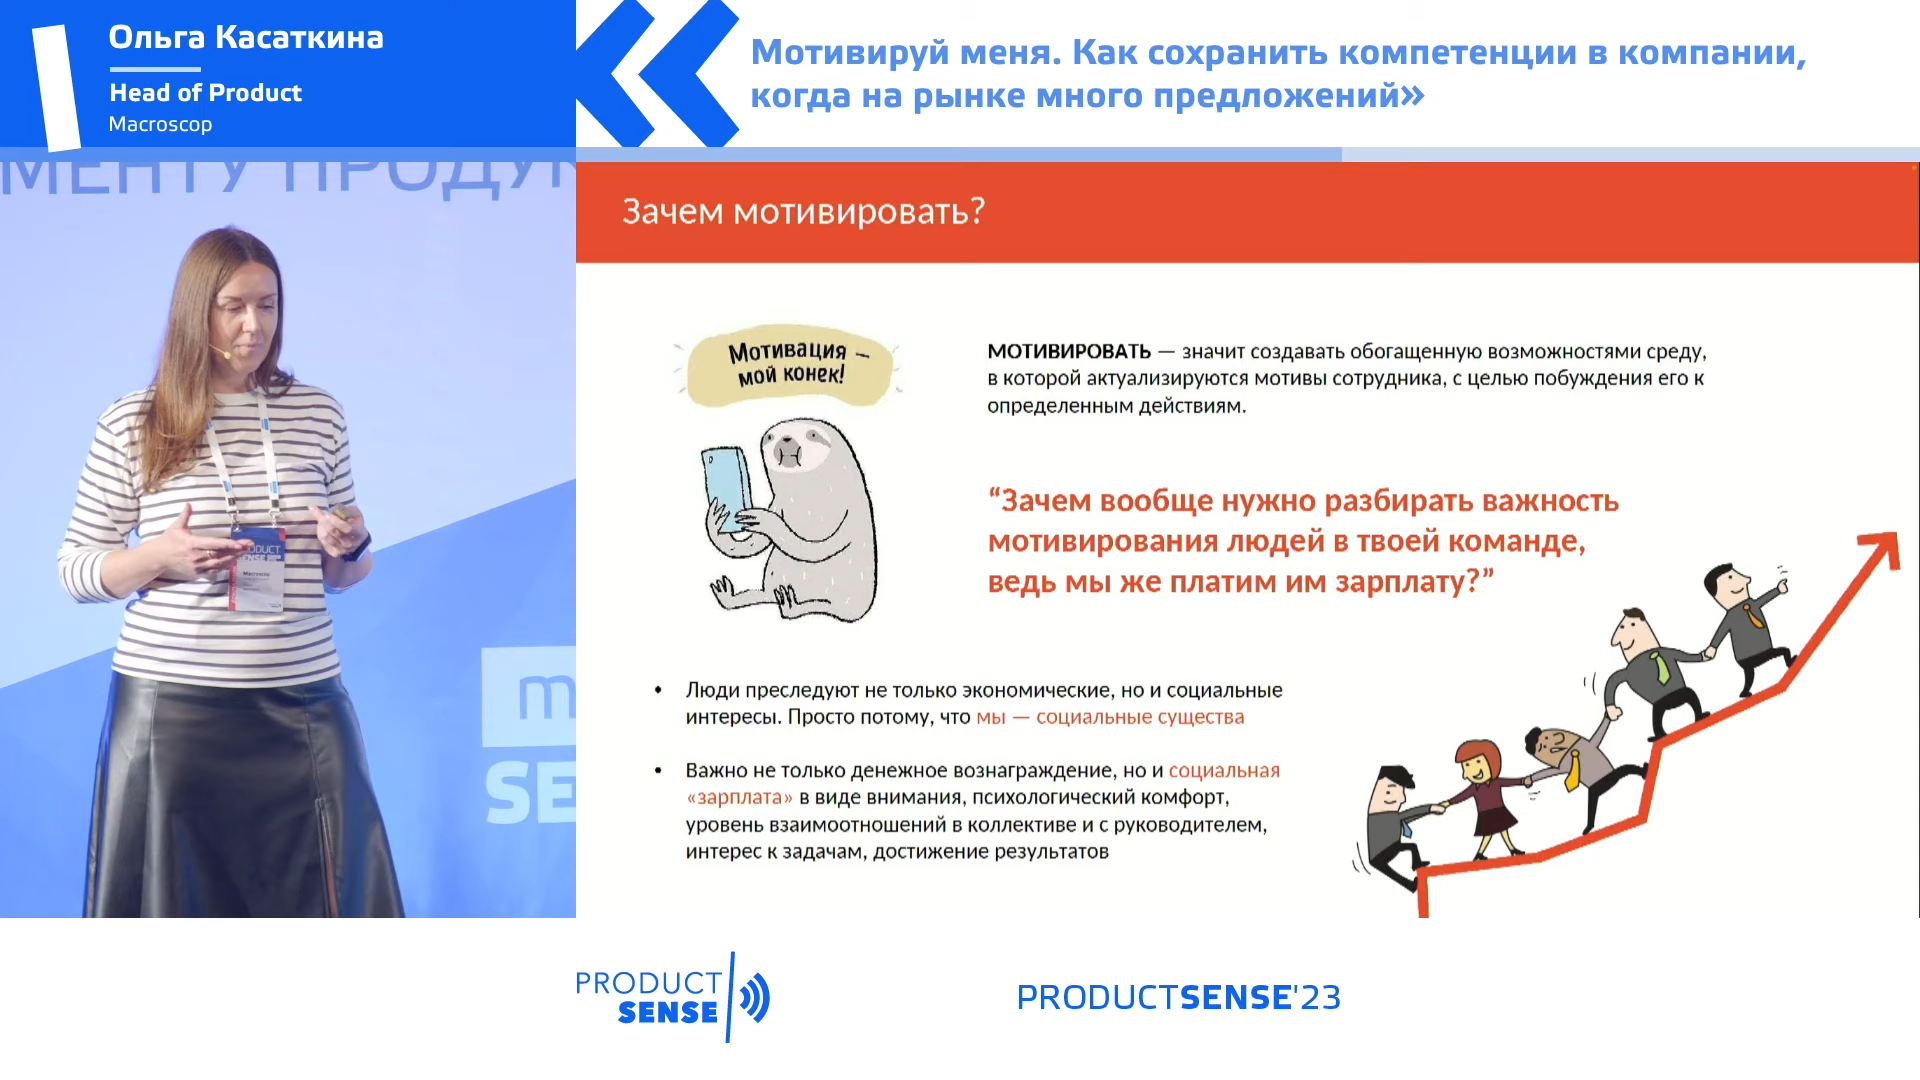 Ольга Касаткина
Head of Product
Macroscop
Мотивируй меня. Как сохранить компетенции в компании,
когда на рынке много предложений»
МЕНТУ ПРОДУК
Зачем мотивировать?
Мотивация –
мой конек!
МОТИВИРОВАТЬ — значит создавать обогащенную возможностями среду,
в которой актуализируются мотивы сотрудника, с целью побуждения его к
определенным действиям.
“Зачем вообще нужно разбирать важность
мотивирования людей в твоей команде,
ведь мы же платим им зарплату?”
• Люди преследуют не только экономические, но и социальные
интересы. Просто потому, что мы — социальные существа
• Важно не только денежное вознаграждение, но и социальная
«зарплата» в виде внимания, психологический комфорт,
уровень взаимоотношений в коллективе и с руководителем,
интерес к задачам, достижение результатов
m
SE
PRODUCT
SENSE
PRODUCTSENSE'23